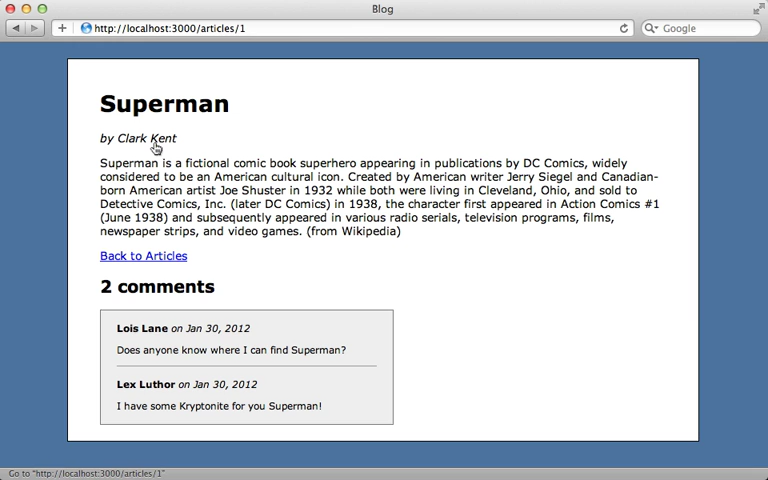 Blog
http://localhost:3000/articles/1
Google
Superman
by Clark Kent
Superman is a fictional comic book superhero appearing in publications by DC Comics, widely
considered to be an American cultural icon. Created by American writer Jerry Siegel and Canadian-
born American artist Joe Shuster in 1932 while both were living in Cleveland, Ohio, and sold to
Detective Comics, Inc. (later DC Comics) in 1938, the character first appeared in Action Comics #1
(June 1938) and subsequently appeared in various radio serials, television programs, films,
newspaper strips, and video games. (from Wikipedia)
Back to Articles
2 comments
Lois Lane on Jan 30, 2012
Does anyone know where I can find Superman?
Lex Luthor on Jan 30, 2012
I have some Kryptonite for you Superman!
Go to "http://localhost:3000/articles/1"